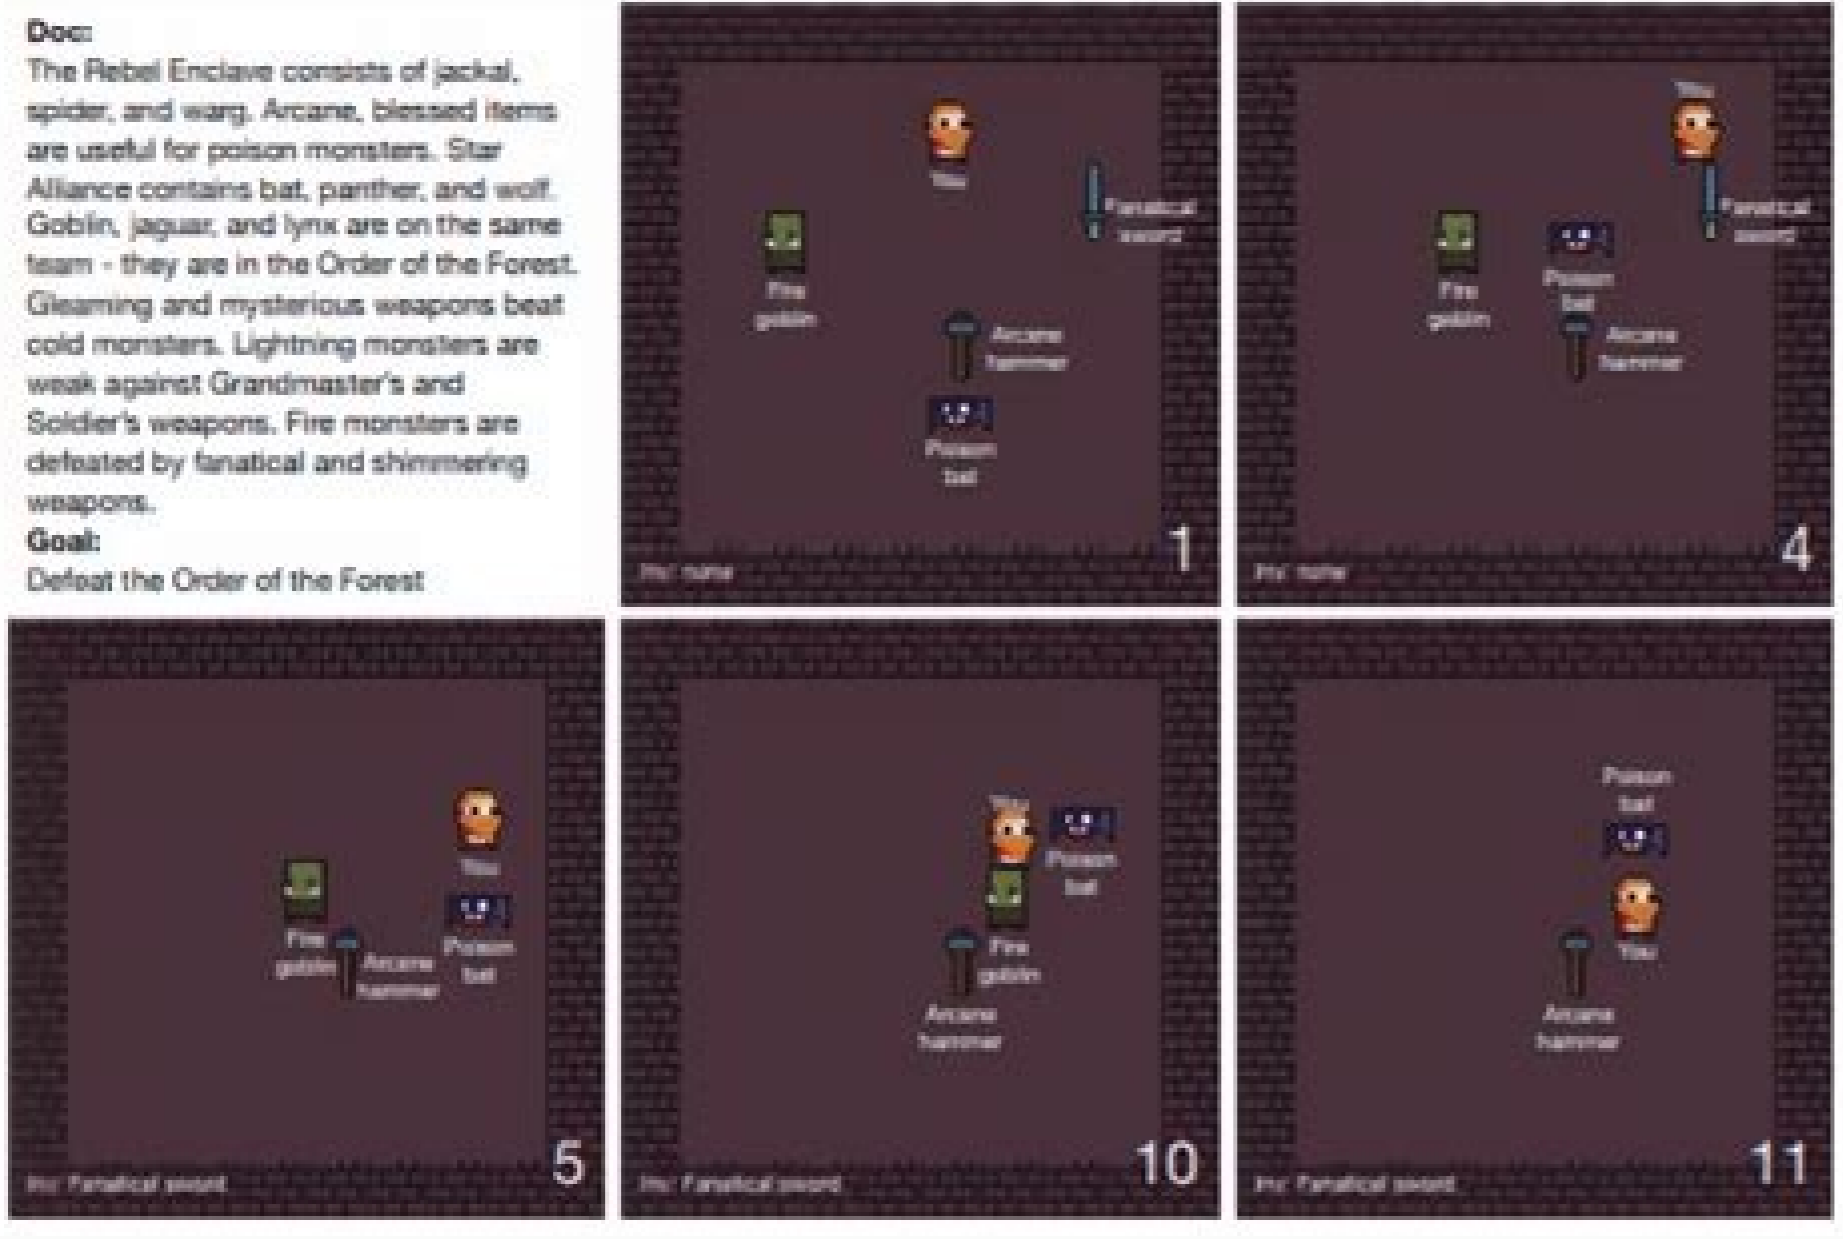 Doc:
The Rebel Enclave consists of jackal,
spider, and warg. Arcane, blessed items
are useful for poison monsters. Star
Alliance contains bat, panther, and wolf.
Goblin, jaguar, and lynx are on the same
team - they are in the Order of the Forest.
Gleaming and mysterious weapons beat
cold monsters. Lightning monsters are
weak against Grandmaster's and
Soldier's weapons. Fire monsters are
defeated by fanatical and shimmering
weapons.
Goal:
Defeat the Order of the Forest
You
Fanatical
sword
Fire
goblin
Arcane
hammer
Poison
bat
Inv: none
1
You
Fanatical
sword
Fire
goblin
Poison
bat
Arcane
hammer
Inv: none
4
You
Fire
goblin
Arcane
hammer
Poison
bat
Inv: Fanatical sword
5
You
Poison
bat
Fire
goblin
Arcane
hammer
Inv: Fanatical sword
10
Poison
bat
You
Arcane
hammer
Inv: Fanatical sword
11